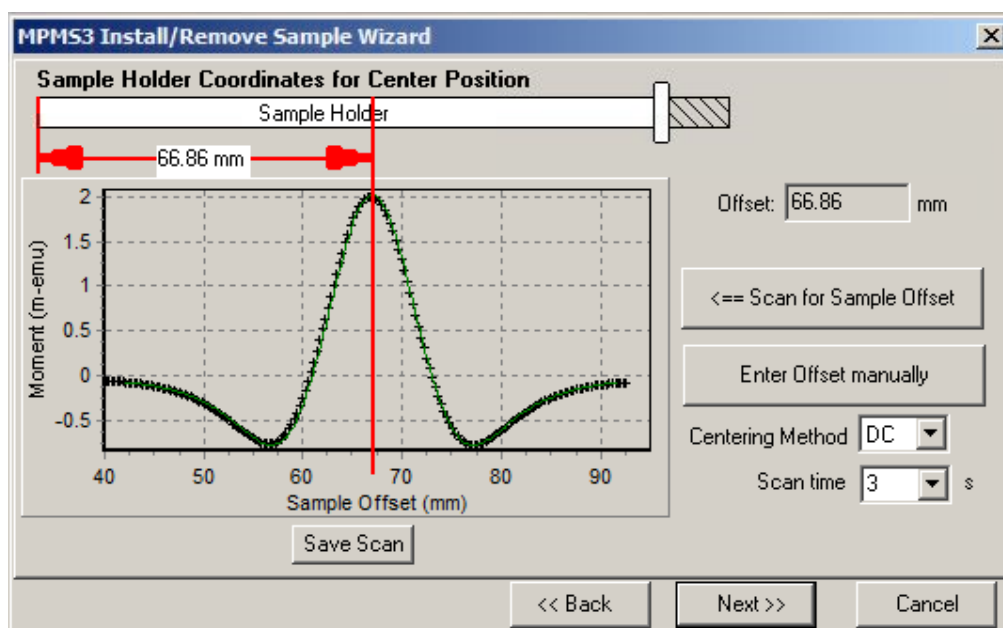 MPMS3 Install/Remove Sample Wizard
Sample Holder Coordinates for Center Position
Sample Holder
66.86 mm
Offset: 66.86 mm
<== Scan for Sample Offset
Enter Offset manually
Centering Method DC
Scan time 3 s
Moment (m-emu)
2
1.5
1
0.5
0
-0.5
40 50 60 70 80 90
Sample Offset (mm)
Save Scan
<< Back Next >> Cancel